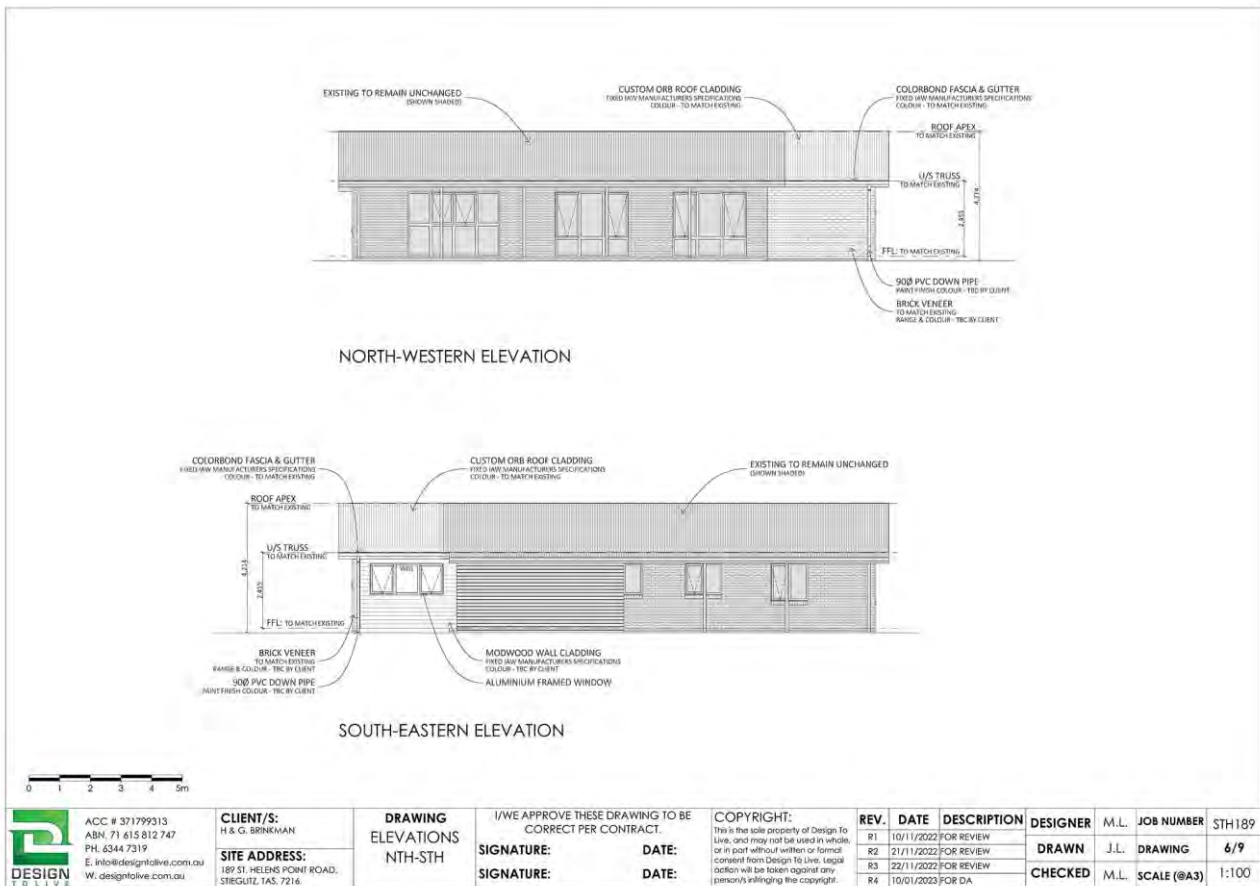 EXISTING TO REMAIN UNCHANGED
(SHOWN SHADED)
CUSTOM ORB ROOF CLADDING
FIXED IAW MANUFACTURERS SPECIFICATIONS
COLOUR - TO MATCH EXISTING
COLORBOND FASCIA & GUTTER
FIXED IAW MANUFACTURERS SPECIFICATIONS
COLOUR - TO MATCH EXISTING
ROOF APEX
TO MATCH EXISTING
U/S TRUSS
TO MATCH EXISTING
4,214
2,455
FFL: TO MATCH EXISTING
90Ø PVC DOWN PIPE
PAINT FINISH COLOUR - TBC BY CLIENT
BRICK VENEER
TO MATCH EXISTING
RANGE & COLOUR - TBC BY CLIENT
NORTH-WESTERN ELEVATION
COLORBOND FASCIA & GUTTER
FIXED IAW MANUFACTURERS SPECIFICATIONS
COLOUR - TO MATCH EXISTING
CUSTOM ORB ROOF CLADDING
FIXED IAW MANUFACTURERS SPECIFICATIONS
COLOUR - TO MATCH EXISTING
EXISTING TO REMAIN UNCHANGED
(SHOWN SHADED)
ROOF APEX
TO MATCH EXISTING
U/S TRUSS
TO MATCH EXISTING
4,214
2,455
FFL: TO MATCH EXISTING
BRICK VENEER
TO MATCH EXISTING
RANGE & COLOUR - TBC BY CLIENT
90Ø PVC DOWN PIPE
PAINT FINISH COLOUR - TBC BY CLIENT
MODWOOD WALL CLADDING
FIXED IAW MANUFACTURERS SPECIFICATIONS
COLOUR - TBC BY CLIENT
ALUMINIUM FRAMED WINDOW
SOUTH-EASTERN ELEVATION
0 1 2 3 4 5m
DESIGN
TO LIVE
ACC # 371799313
ABN. 71 615 812 747
PH. 6344 7319
E. info@designtolive.com.au
W. designtolive.com.au
CLIENT/S:
H & G. BRINKMAN
SITE ADDRESS:
189 ST. HELENS POINT ROAD,
STIEGLITZ, TAS, 7216.
DRAWING
ELEVATIONS
NTH-STH
I/WE APPROVE THESE DRAWING TO BE
CORRECT PER CONTRACT.
SIGNATURE: DATE:
SIGNATURE: DATE:
COPYRIGHT:
This is the sole property of Design To
Live, and may not be used in whole,
or in part without written or formal
consent from Design To Live. Legal
action will be taken against any
person/s infringing the copyright.
REV. DATE DESCRIPTION
R1 10/11/2022 FOR REVIEW
R2 21/11/2022 FOR REVIEW
R3 22/11/2022 FOR REVIEW
R4 10/01/2023 FOR DA
DESIGNER M.L. JOB NUMBER STH189
DRAWN J.L. DRAWING 6/9
CHECKED M.L. SCALE (@A3) 1:100